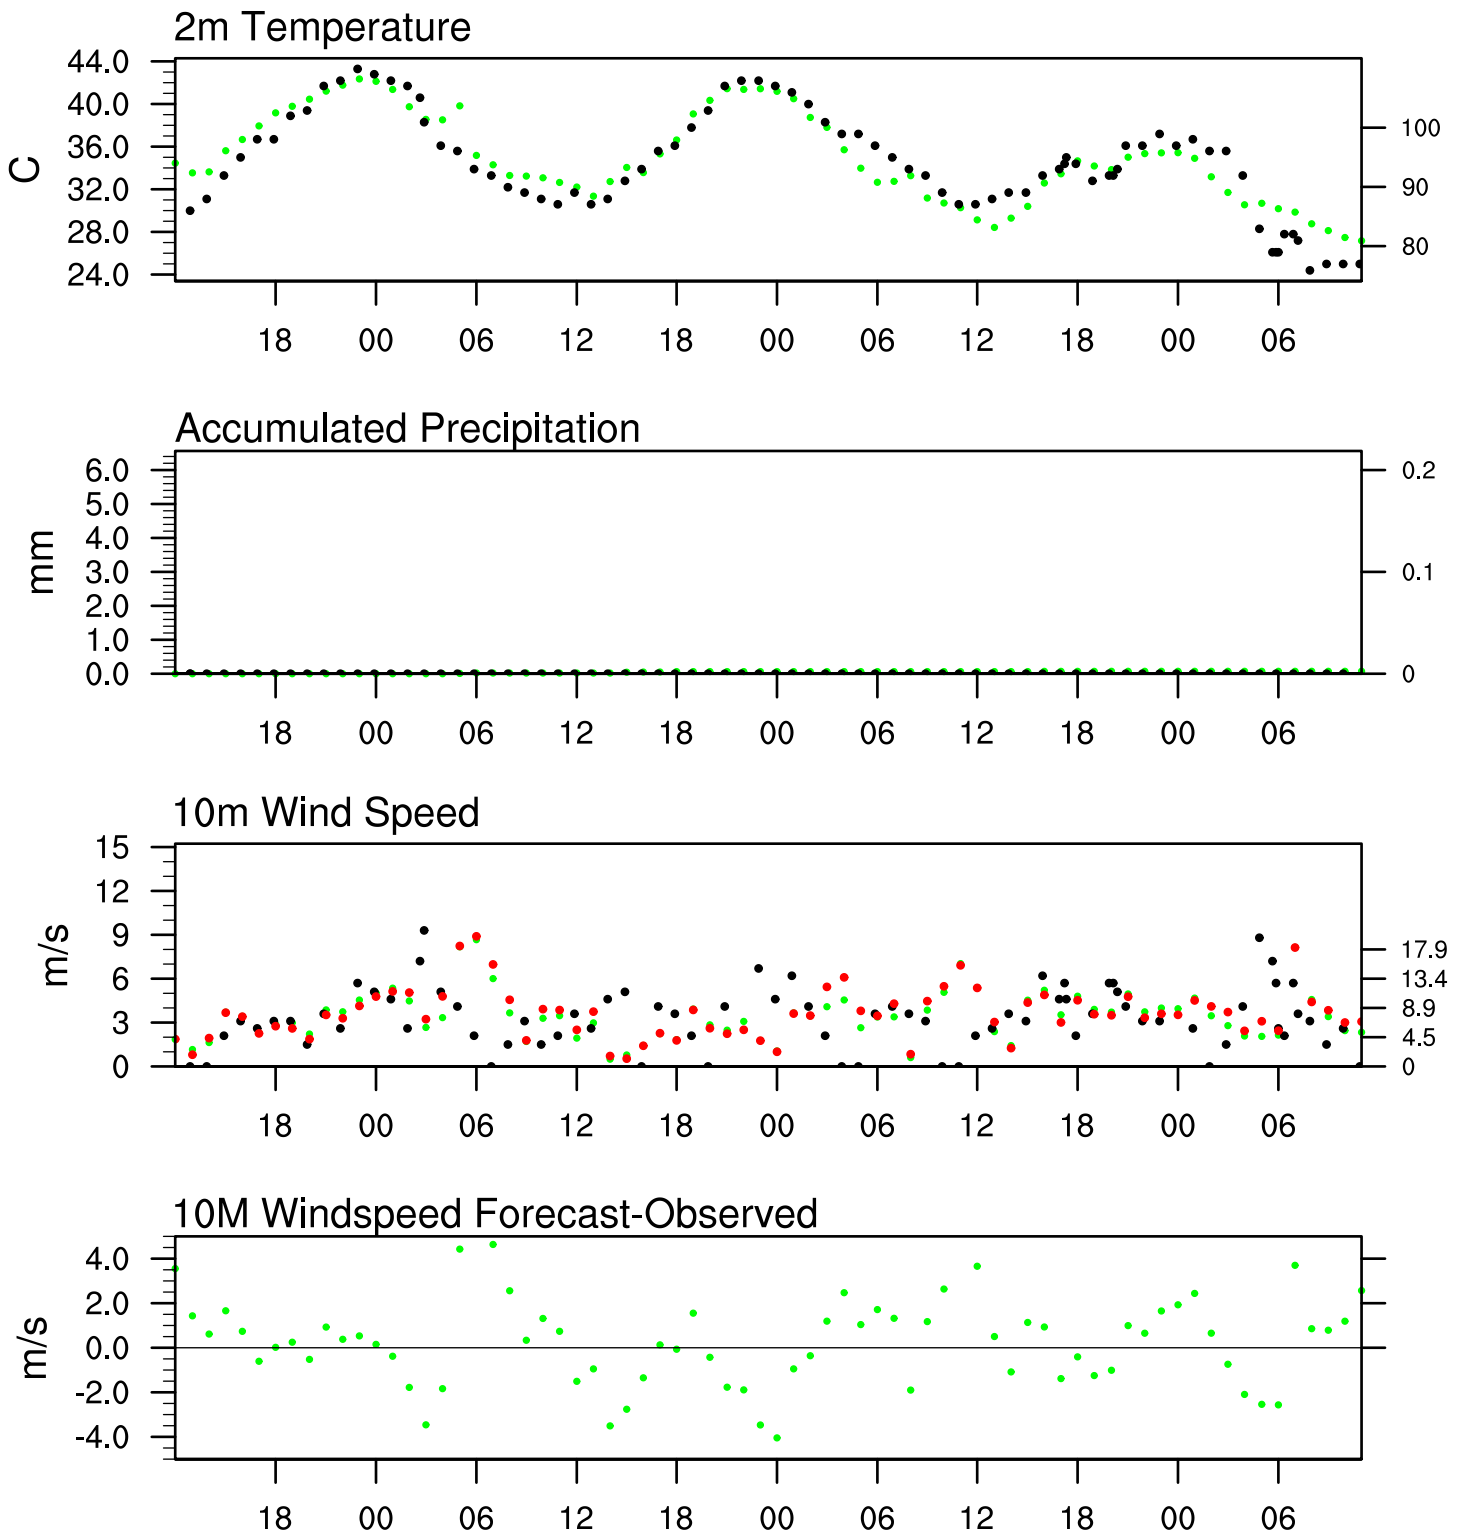 2m Temperature
44.0
40.0
36.0
32.0
28.0
24.0
C
100
90
80
18 00 06 12 18 00 06 12 18 00 06
Accumulated Precipitation
6.0
5.0
4.0
3.0
2.0
1.0
0.0
mm
0.2
0.1
0
18 00 06 12 18 00 06 12 18 00 06
10m Wind Speed
15
12
9
6
3
0
m/s
17.9
13.4
8.9
4.5
0
18 00 06 12 18 00 06 12 18 00 06
10M Windspeed Forecast-Observed
4.0
2.0
0.0
-2.0
-4.0
m/s
18 00 06 12 18 00 06 12 18 00 06